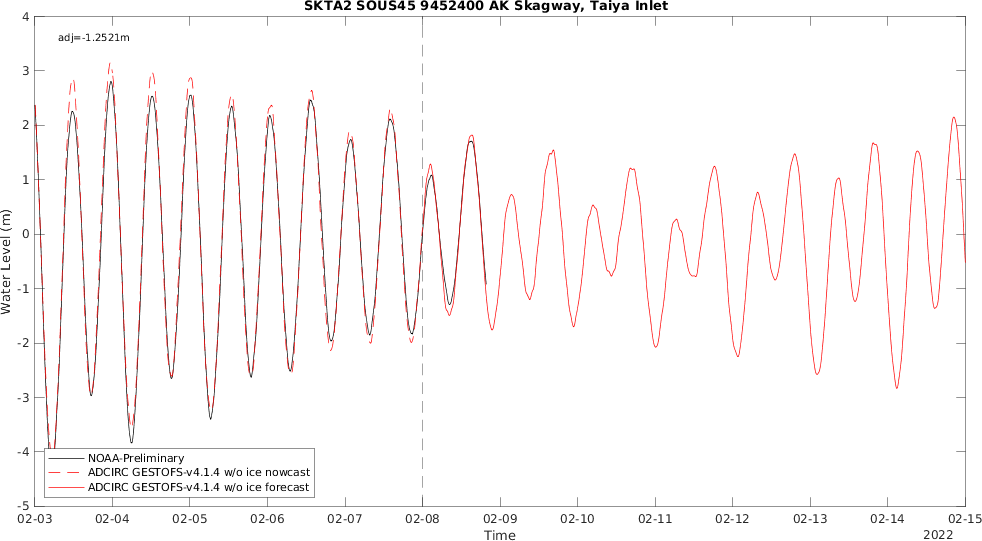 SKTA2 SOUS45 9452400 AK Skagway, Taiya Inlet
adj=-1.2521m
4
3
2
1
0
-1
-2
-3
-4
-5
Water Level (m)
NOAA-Preliminary
ADCIRC GESTOFS-v4.1.4 w/o ice nowcast
ADCIRC GESTOFS-v4.1.4 w/o ice forecast
02-03 02-04 02-05 02-06 02-07 02-08 02-09 02-10 02-11 02-12 02-13 02-14 02-15
Time
2022